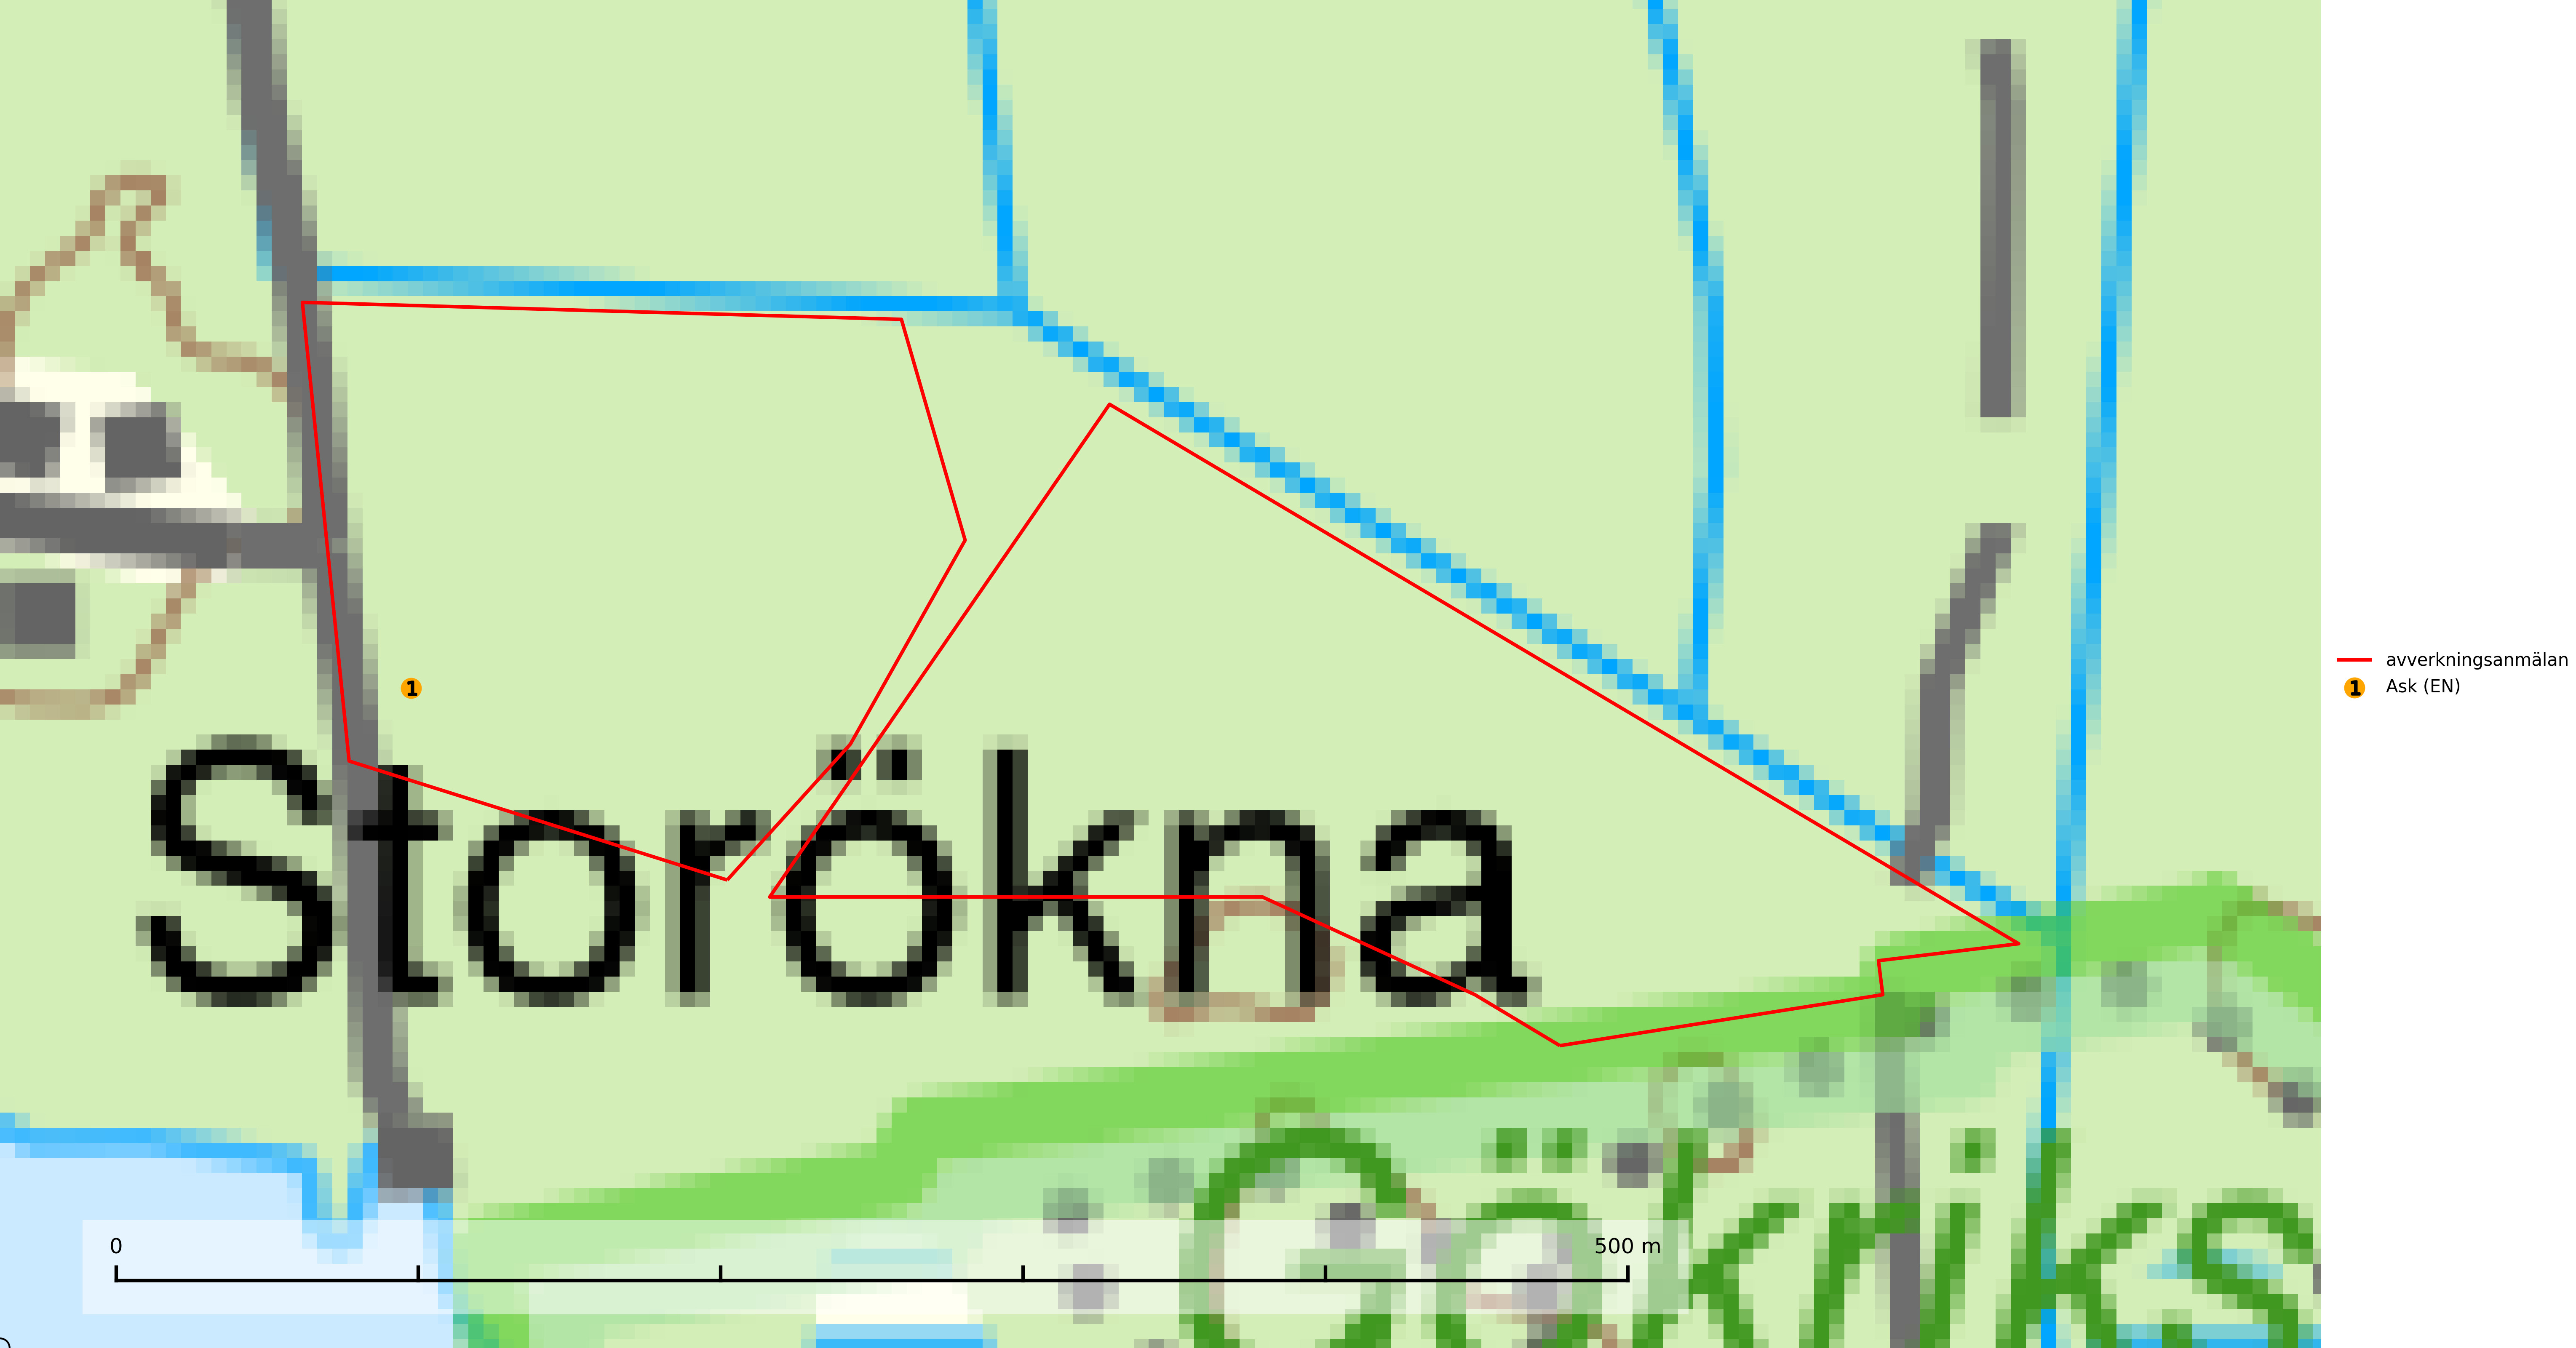 avverkningsanmälan
1
1 Ask (EN)
Storökna
0 500 m